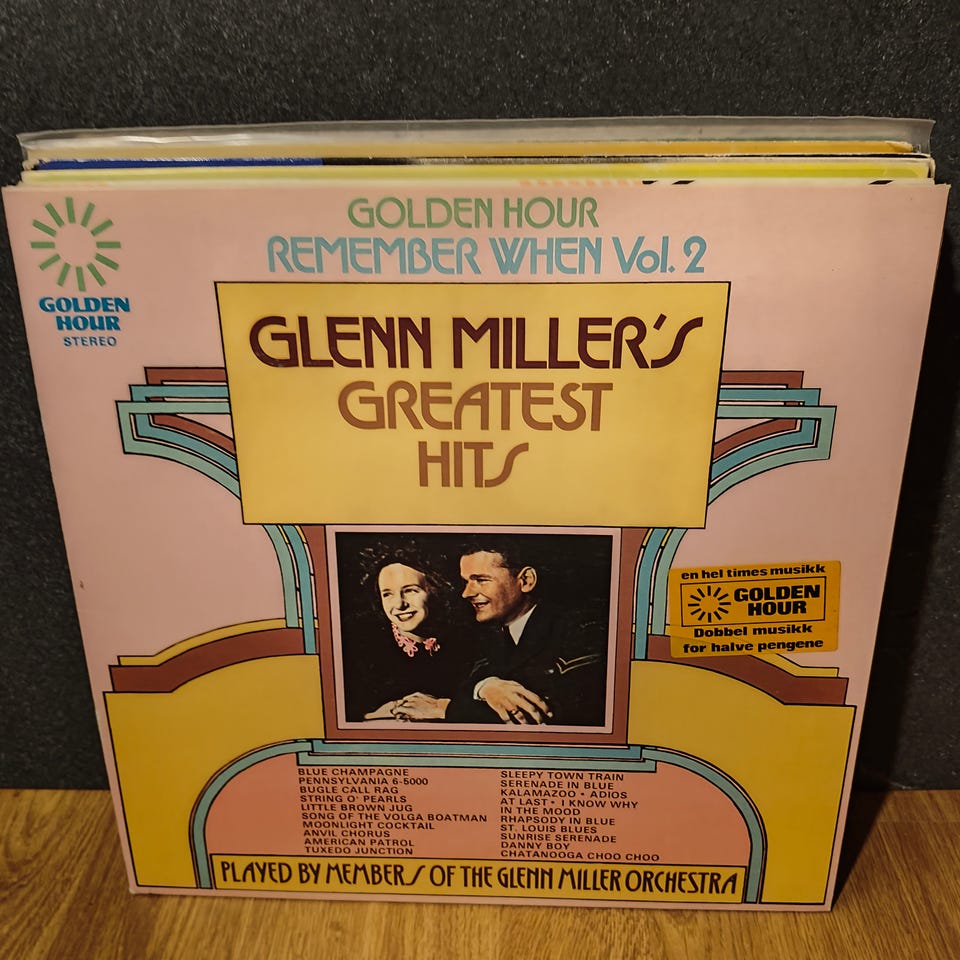 GOLDEN HOUR
REMEMBER WHEN Vol. 2
GOLDEN
HOUR
STEREO
GLENN MILLER'S
GREATEST
HITS
en hel times musikk
GOLDEN
HOUR
Dobbel musikk
for halve pengene
BLUE CHAMPAGNE
PENNSYLVANIA 6-5000
BUGLE CALL RAG
STRING O' PEARLS
LITTLE BROWN JUG
SONG OF THE VOLGA BOATMAN
MOONLIGHT COCKTAIL
ANVIL CHORUS
AMERICAN PATROL
TUXEDO JUNCTION
SLEEPY TOWN TRAIN
SERENADE IN BLUE
KALAMAZOO • ADIOS
AT LAST • I KNOW WHY
IN THE MOOD
RHAPSODY IN BLUE
ST. LOUIS BLUES
SUNRISE SERENADE
DANNY BOY
CHATANOOGA CHOO CHOO
PLAYED BY MEMBERS OF THE GLENN MILLER ORCHESTRA